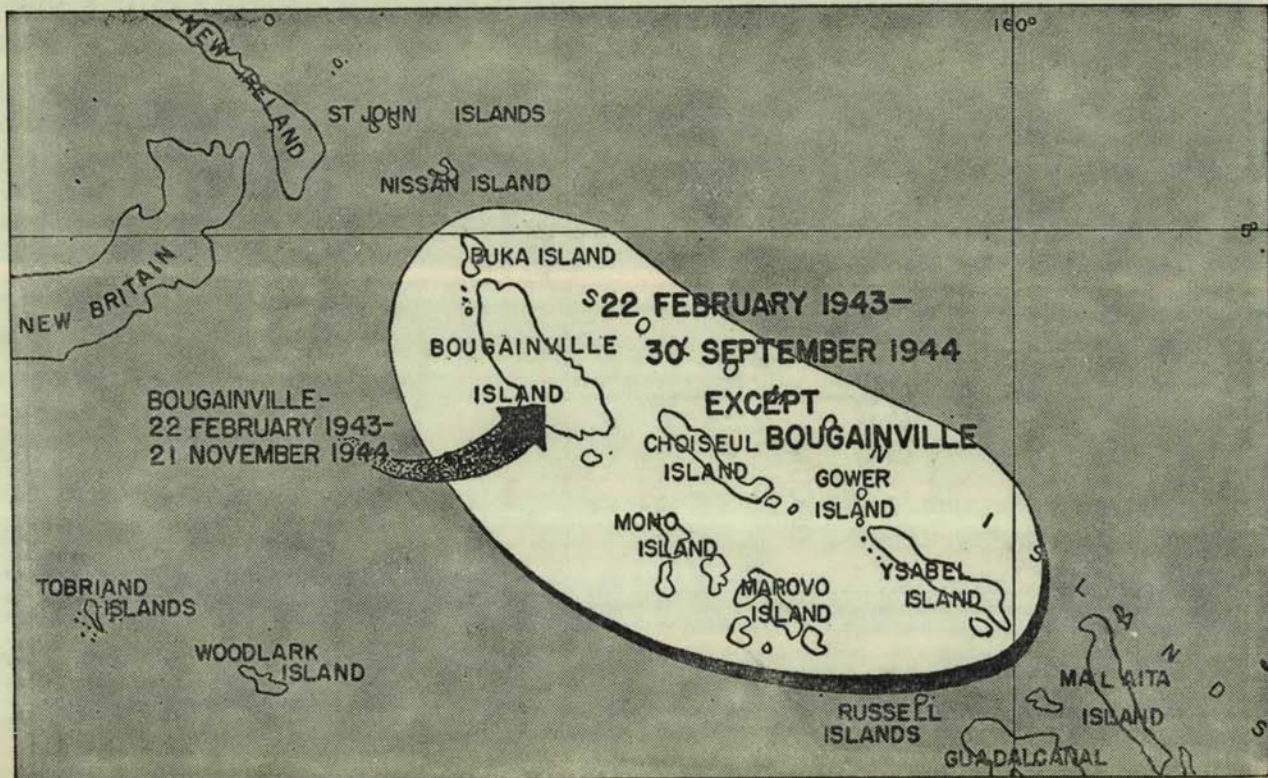 160°
NEW IRELAND
ST JOHN ISLANDS
NISSAN ISLAND
5°
BUKA ISLAND
NEW BRITAIN
S
22 FEBRUARY 1943-
30 SEPTEMBER 1944
EXCEPT
BOUGAINVILLE
BOUGAINVILLE
ISLAND
BOUGAINVILLE-
22 FEBRUARY 1943-
21 NOVEMBER 1944
CHOISEUL
ISLAND
GOWER
ISLAND
N
I
S
L
A
N
S
MONO
ISLAND
MAROVO
ISLAND
YSABEL
ISLAND
TOBRIAND
ISLANDS
WOODLARK
ISLAND
MALAITA
ISLAND
RUSSELL
ISLANDS
GUADALCANAL